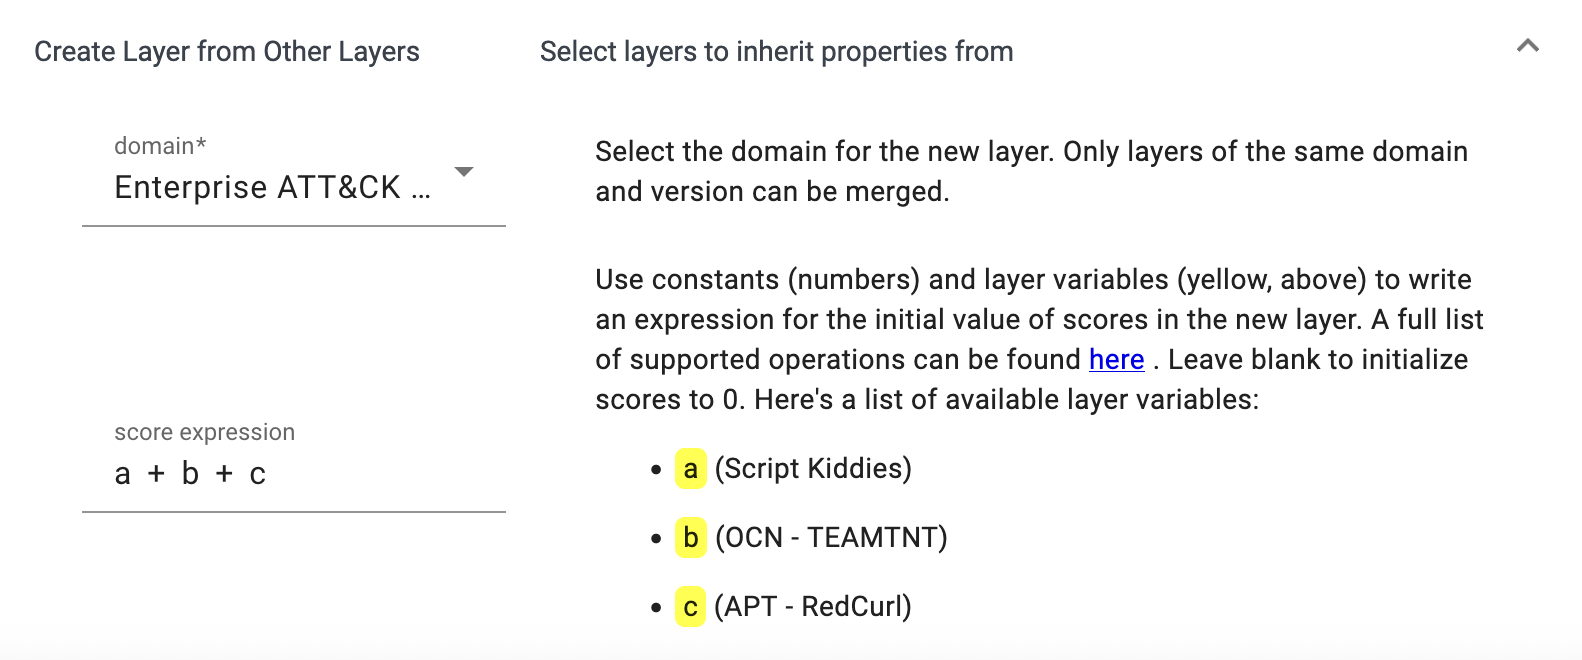 Create Layer from Other Layers
Select layers to inherit properties from
domain*
Enterprise ATT&CK ...
Select the domain for the new layer. Only layers of the same domain
and version can be merged.
Use constants (numbers) and layer variables (yellow, above) to write
an expression for the initial value of scores in the new layer. A full list
of supported operations can be found here . Leave blank to initialize
scores to 0. Here's a list of available layer variables:
score expression
a + b + c
• a (Script Kiddies)
• b (OCN - TEAMTNT)
• c (APT - RedCurl)